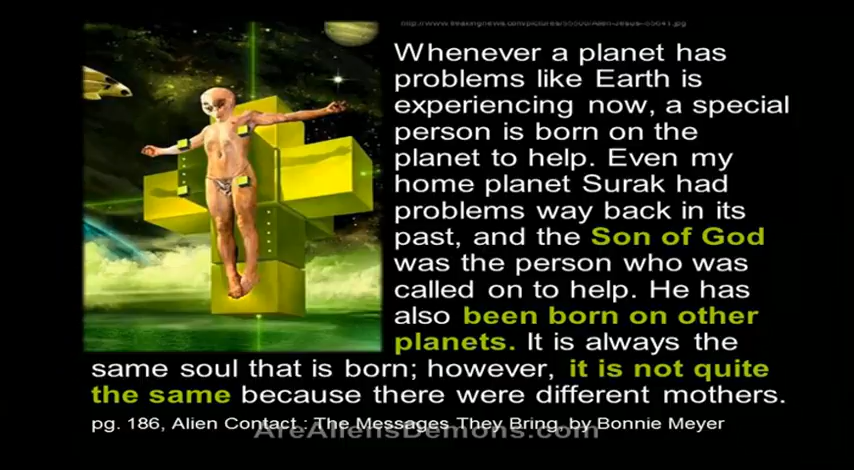 Whenever a planet has
problems like Earth is
experiencing now, a special
person is born on the
planet to help. Even my
home planet Surak had
problems way back in its
past, and the Son of God
was the person who was
called on to help. He has
also been born on other
planets. It is always the
same soul that is born; however, it is not quite
the same because there were different mothers.
pg. 186, Alien Contact : The Messages They Bring, by Bonnie Meyer
AreAliensDemons.com